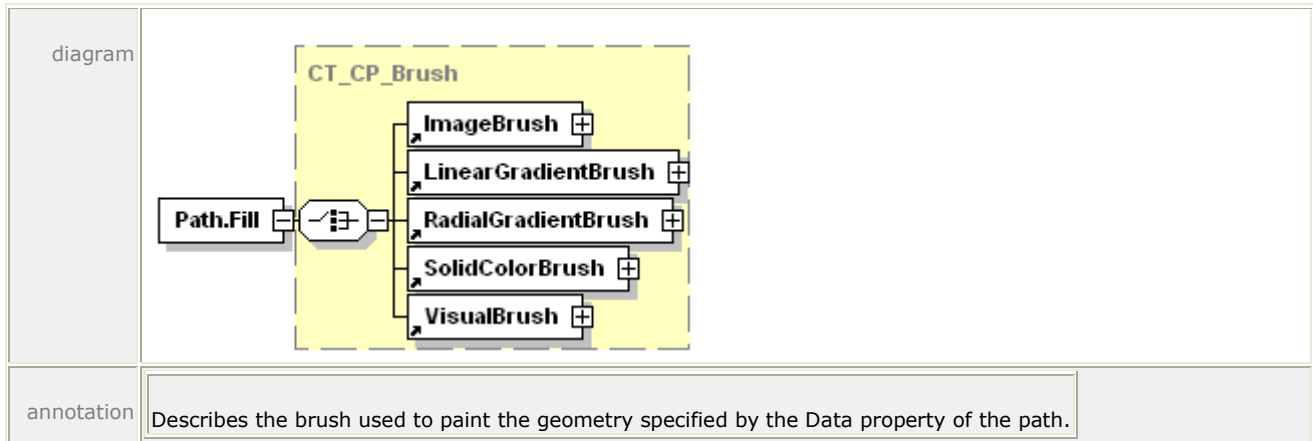 diagram
CT_CP_Brush
ImageBrush
LinearGradientBrush
Path.Fill
RadialGradientBrush
SolidColorBrush
VisualBrush
annotation
Describes the brush used to paint the geometry specified by the Data property of the path.